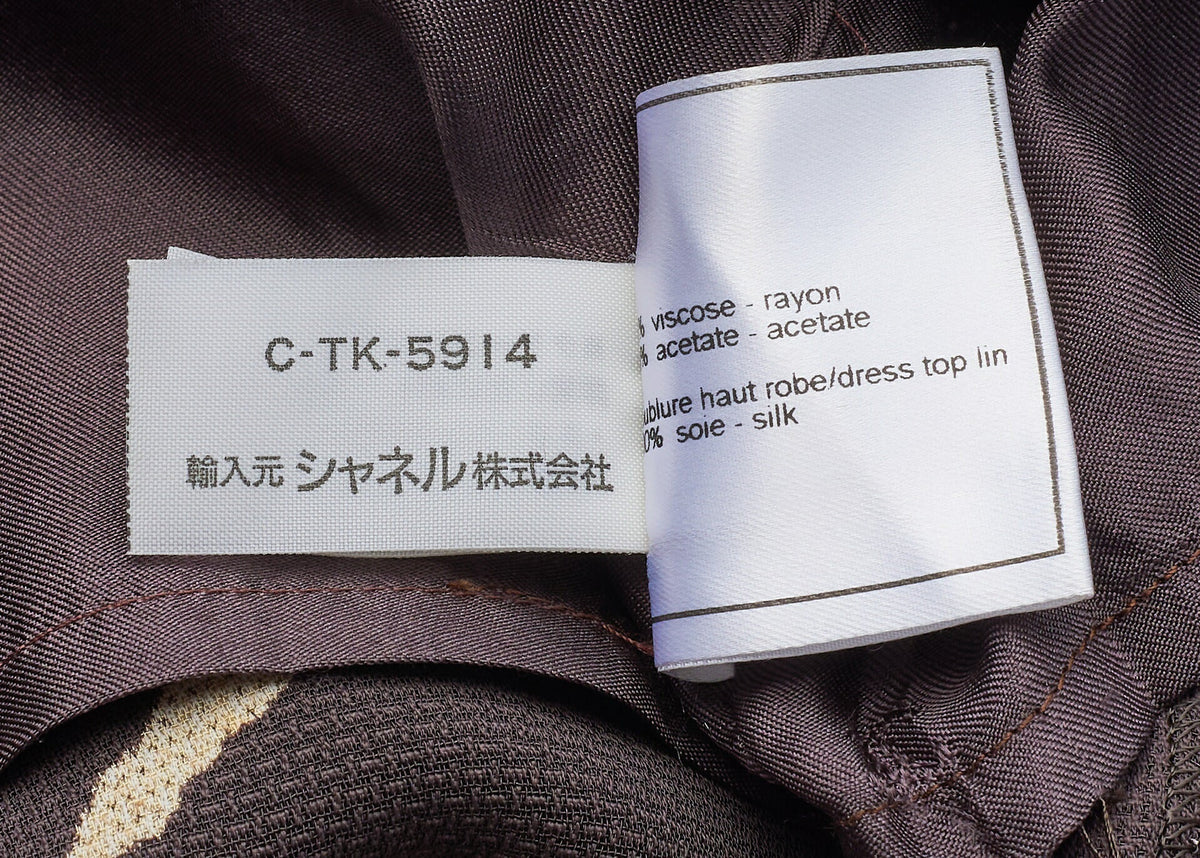 C-TK-5914
輸入元 シャネル株式会社
% viscose - rayon
% acetate - acetate
ublure haut robe/dress top lin
0% soie - silk